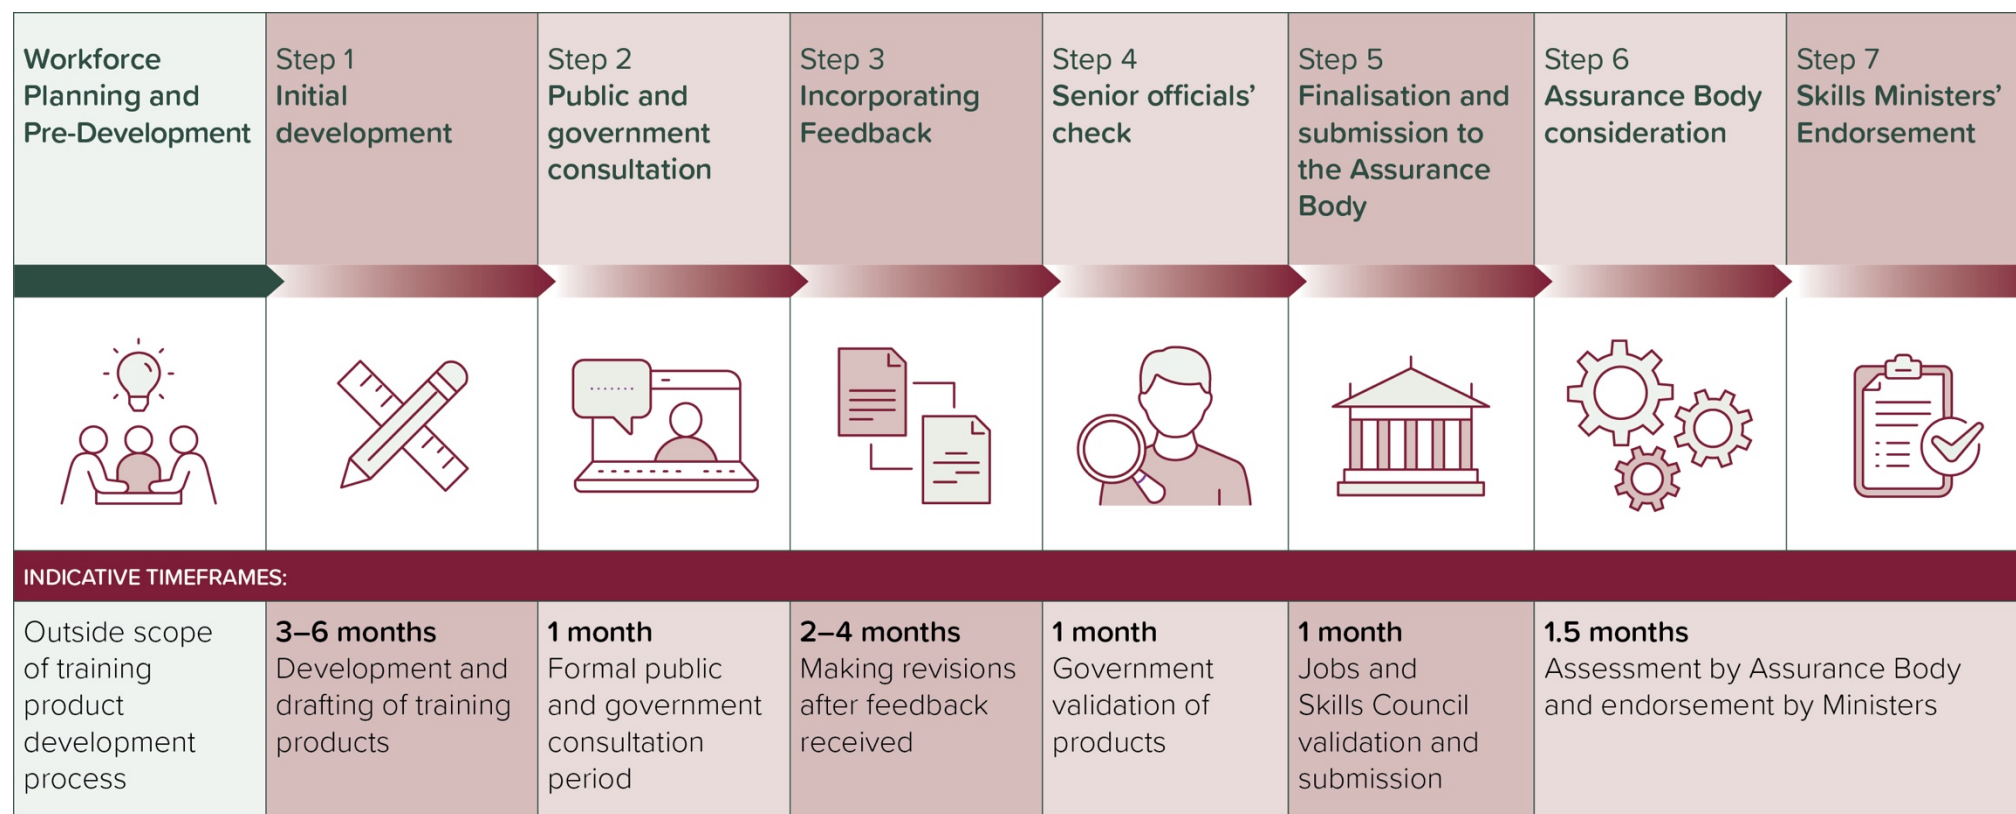 Workforce
Planning and
Pre-Development
Step 1
Initial
development
Step 2
Public and
government
consultation
Step 3
Incorporating
Feedback
Step 4
Senior officials’
check
Step 5
Finalisation and
submission to
the Assurance
Body
Step 6
Assurance Body
consideration
Step 7
Skills Ministers’
Endorsement
INDICATIVE TIMEFRAMES:
Outside scope
of training
product
development
process
3–6 months
Development and
drafting of training
products
1 month
Formal public
and government
consultation
period
2–4 months
Making revisions
after feedback
received
1 month
Government
validation of
products
1 month
Jobs and
Skills Council
validation and
submission
1.5 months
Assessment by Assurance Body
and endorsement by Ministers